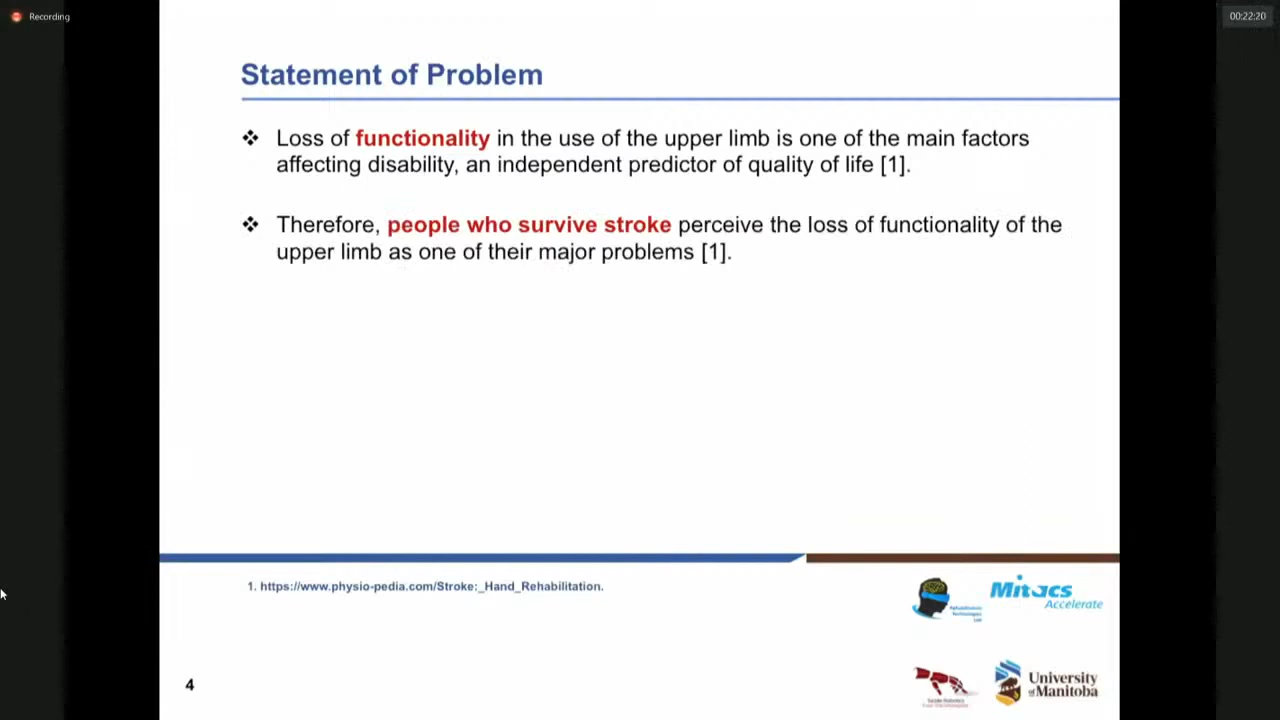 Recording
00:22:20
Statement of Problem
❖ Loss of functionality in the use of the upper limb is one of the main factors
affecting disability, an independent predictor of quality of life [1].
❖ Therefore, people who survive stroke perceive the loss of functionality of the
upper limb as one of their major problems [1].
1. https://www.physio-pedia.com/Stroke:_Hand_Rehabilitation.
Rehabilitation
Technologies
Lab
Mitacs
Accelerate
4
University
of Manitoba